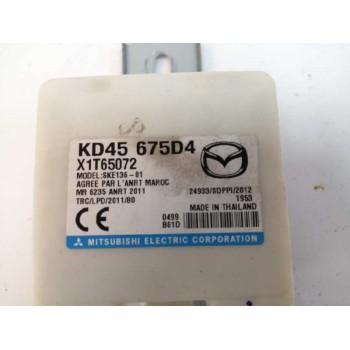 KD45 675D4
X1T65072
MODEL:SKE136-01
AGREE PAR L'ANRT MAROC
MR 6235 ANRT 2011
TRC/LPD/2011/80
24933/SDPPI/2012
1953
MADE IN THAILAND
CE 0499
B61D
MITSUBISHI ELECTRIC CORPORATION